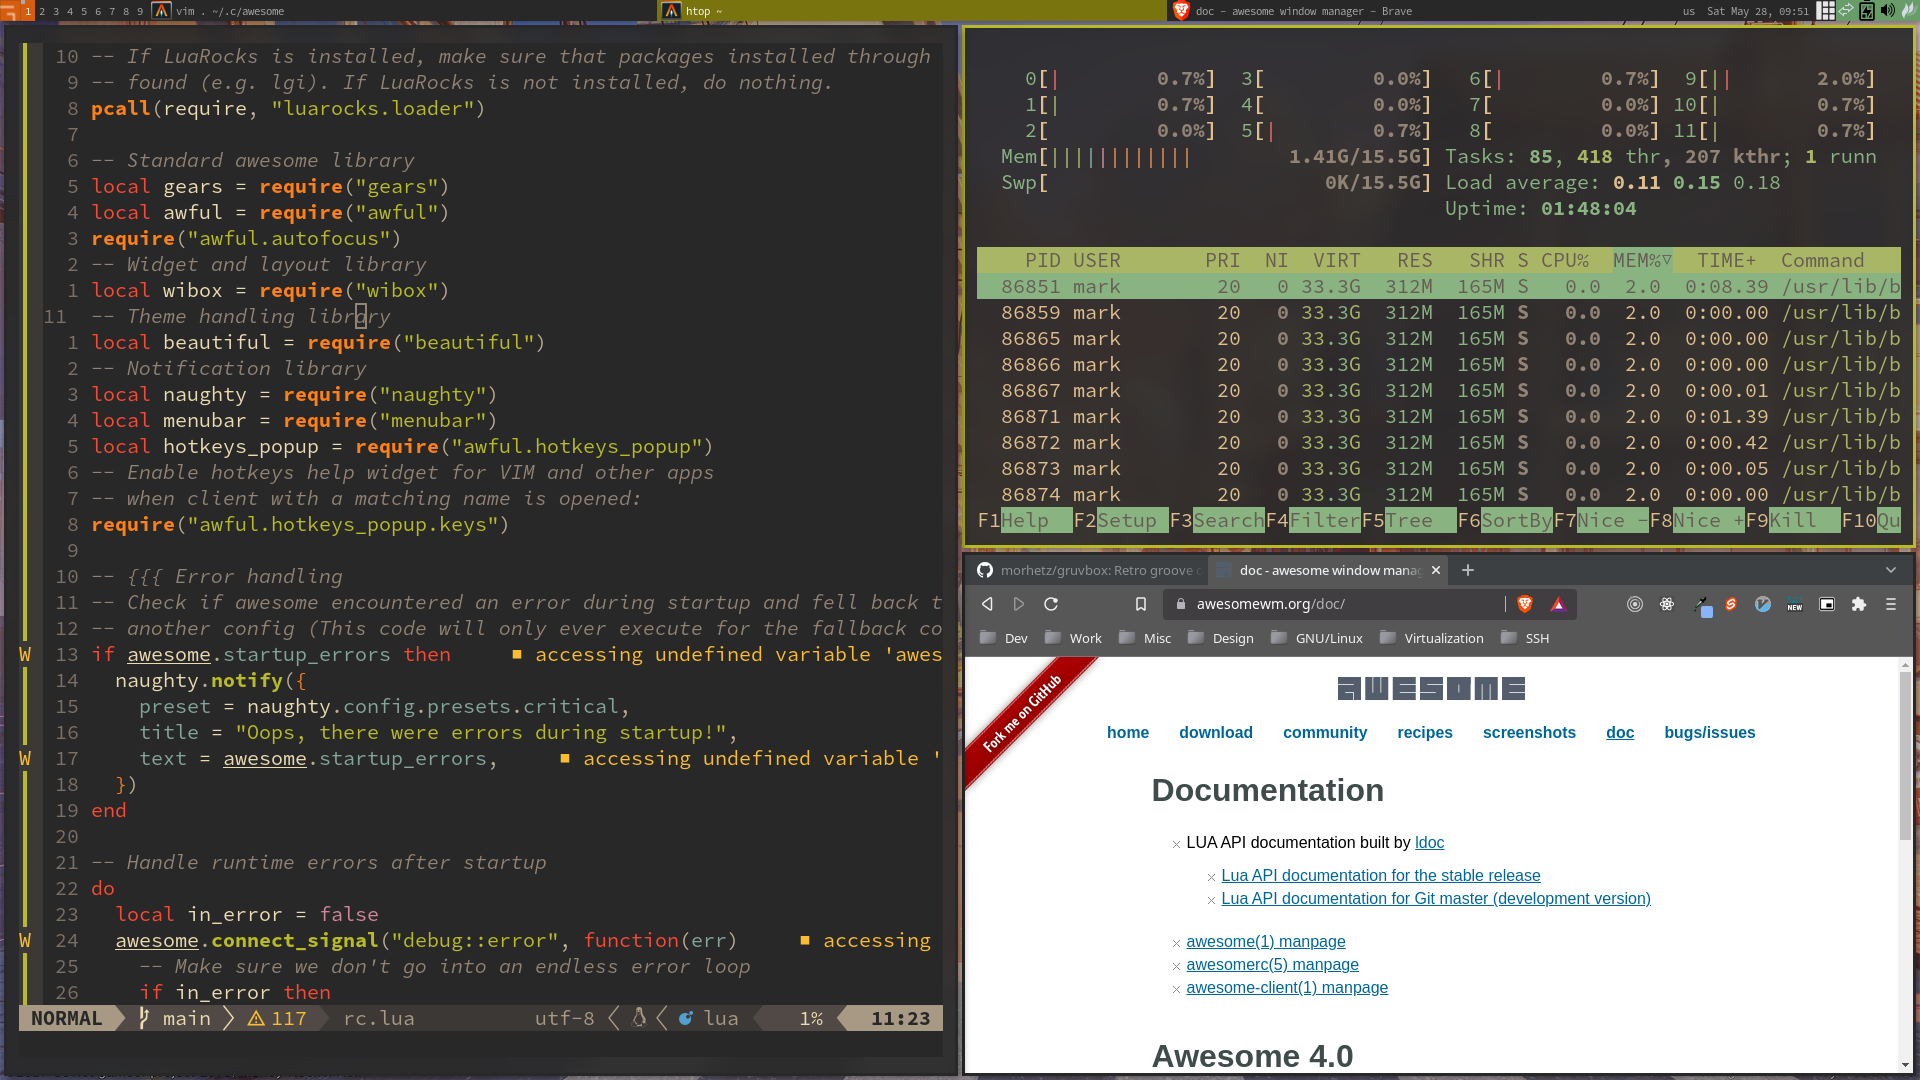 1 2 3 4 5 6 7 8 9 vim . ~/.c/awesome htop ~ doc – awesome window manager – Brave us Sat May 28, 09:51
10 -- If LuaRocks is installed, make sure that packages installed through
9 -- found (e.g. lgi). If LuaRocks is not installed, do nothing.
8 pcall(require, "luarocks.loader")
7
6 -- Standard awesome library
5 local gears = require("gears")
4 local awful = require("awful")
3 require("awful.autofocus")
2 -- Widget and layout library
1 local wibox = require("wibox")
11 -- Theme handling library
1 local beautiful = require("beautiful")
2 -- Notification library
3 local naughty = require("naughty")
4 local menubar = require("menubar")
5 local hotkeys_popup = require("awful.hotkeys_popup")
6 -- Enable hotkeys help widget for VIM and other apps
7 -- when client with a matching name is opened:
8 require("awful.hotkeys_popup.keys")
9
10 -- {{{ Error handling
11 -- Check if awesome encountered an error during startup and fell back t
12 -- another config (This code will only ever execute for the fallback co
W 13 if awesome.startup_errors then ■ accessing undefined variable 'awes
14 naughty.notify({
15 preset = naughty.config.presets.critical,
16 title = "Oops, there were errors during startup!",
W 17 text = awesome.startup_errors, ■ accessing undefined variable '
18 })
19 end
20
21 -- Handle runtime errors after startup
22 do
23 local in_error = false
W 24 awesome.connect_signal("debug::error", function(err) ■ accessing
25 -- Make sure we don't go into an endless error loop
26 if in_error then
NORMAL main 117 rc.lua utf-8 lua 1% 11:23
0[| 0.7%] 3[ 0.0%] 6[| 0.7%] 9[|| 2.0%]
1[| 0.7%] 4[ 0.0%] 7[ 0.0%] 10[| 0.7%]
2[ 0.0%] 5[| 0.7%] 8[ 0.0%] 11[| 0.7%]
Mem[|||||||||||| 1.41G/15.5G] Tasks: 85, 418 thr, 207 kthr; 1 runn
Swp[ 0K/15.5G] Load average: 0.11 0.15 0.18
Uptime: 01:48:04
PID USER PRI NI VIRT RES SHR S CPU% MEM%▽ TIME+ Command
86851 mark 20 0 33.3G 312M 165M S 0.0 2.0 0:08.39 /usr/lib/b
86859 mark 20 0 33.3G 312M 165M S 0.0 2.0 0:00.00 /usr/lib/b
86865 mark 20 0 33.3G 312M 165M S 0.0 2.0 0:00.00 /usr/lib/b
86866 mark 20 0 33.3G 312M 165M S 0.0 2.0 0:00.00 /usr/lib/b
86867 mark 20 0 33.3G 312M 165M S 0.0 2.0 0:00.01 /usr/lib/b
86871 mark 20 0 33.3G 312M 165M S 0.0 2.0 0:01.39 /usr/lib/b
86872 mark 20 0 33.3G 312M 165M S 0.0 2.0 0:00.42 /usr/lib/b
86873 mark 20 0 33.3G 312M 165M S 0.0 2.0 0:00.05 /usr/lib/b
86874 mark 20 0 33.3G 312M 165M S 0.0 2.0 0:00.00 /usr/lib/b
F1Help F2Setup F3SearchF4FilterF5Tree F6SortByF7Nice -F8Nice +F9Kill F10Qu
morhetz/gruvbox: Retro groove c doc - awesome window manag
awesomewm.org/doc/ NEW
Dev Work Misc Design GNU/Linux Virtualization SSH
Fork me on GitHub
awesome
home download community recipes screenshots doc bugs/issues
Documentation
LUA API documentation built by ldoc
Lua API documentation for the stable release
Lua API documentation for Git master (development version)
awesome(1) manpage
awesomerc(5) manpage
awesome-client(1) manpage
Awesome 4.0